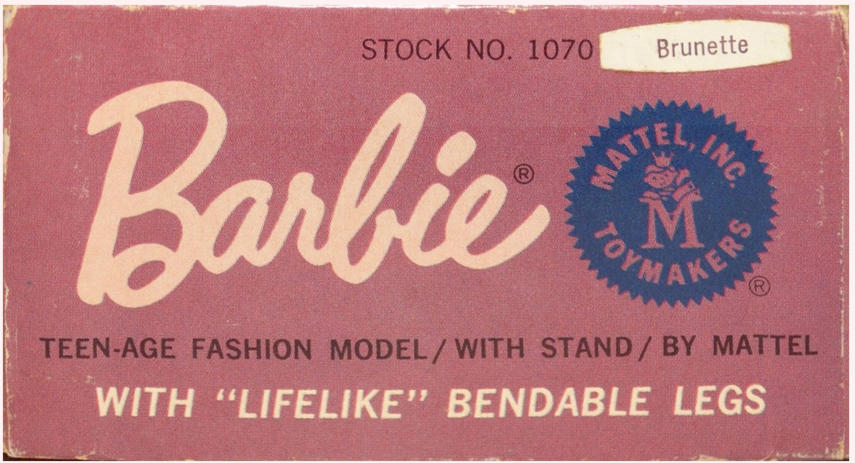 STOCK NO. 1070 Brunette
Barbie®
MATTEL, INC.
M
TOYMAKERS
®
TEEN-AGE FASHION MODEL/WITH STAND/BY MATTEL
WITH “LIFELIKE” BENDABLE LEGS